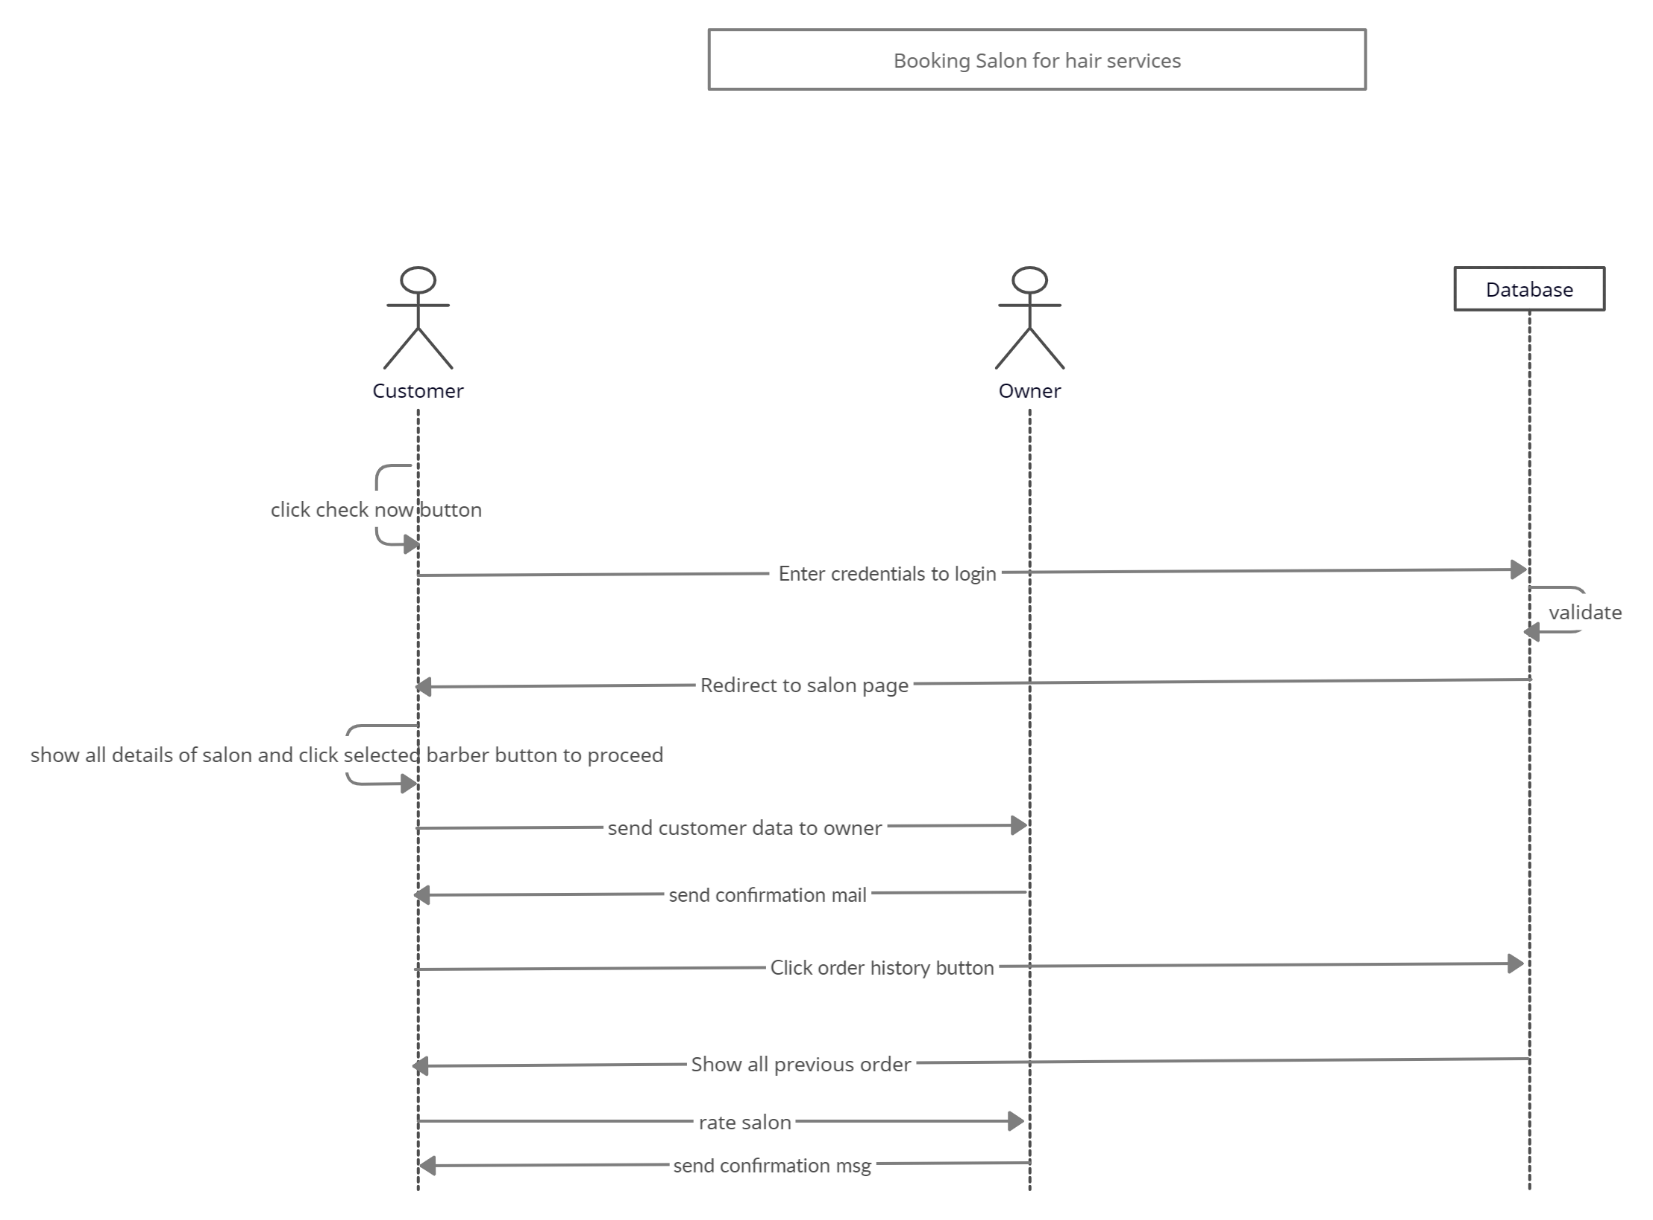 Booking Salon for hair services
Database
Customer
Owner
click check now button
Enter credentials to login
validate
Redirect to salon page
show all details of salon and click selected barber button to proceed
send customer data to owner
send confirmation mail
Click order history button
Show all previous order
rate salon
send confirmation msg